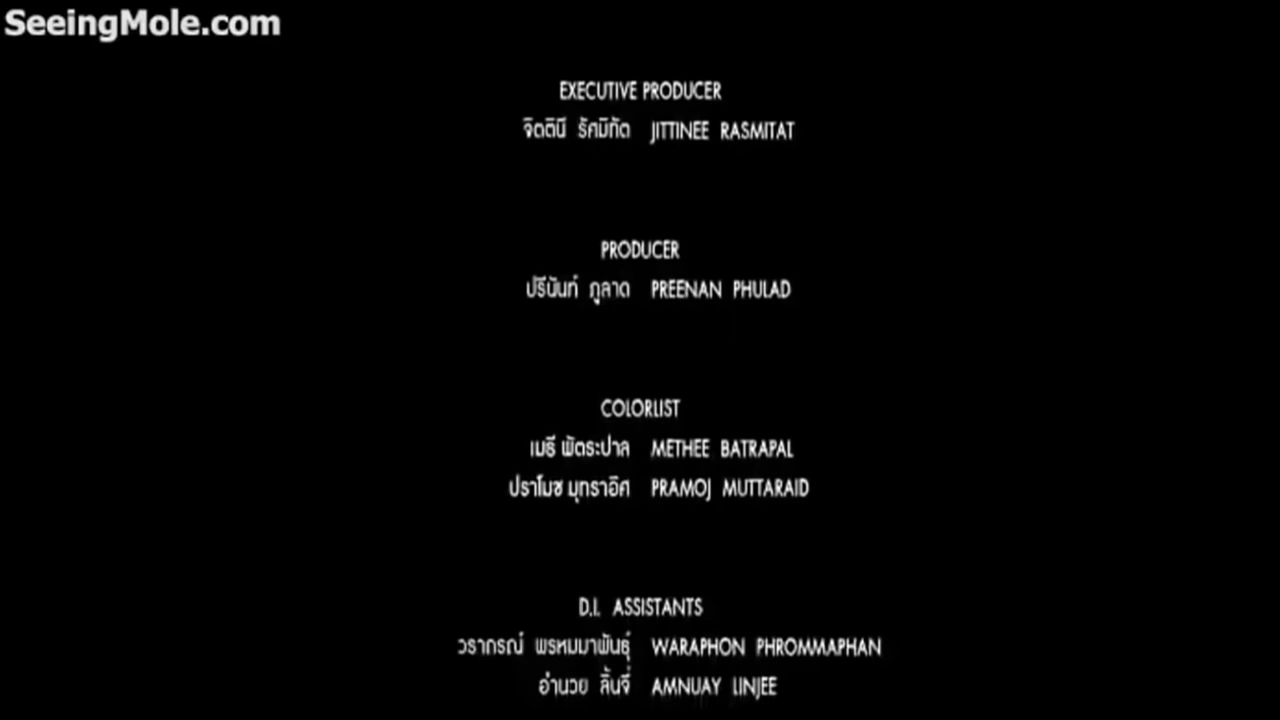 SeeingMole.com
EXECUTIVE PRODUCER
จิตตินี รัศมิทัต JITTINEE RASMITAT
PRODUCER
ปรีนันท์ ภูลาด PREENAN PHULAD
COLORLIST
เมธี พัตระปาล METHEE BATRAPAL
ปราโมช มุทราอิศ PRAMOJ MUTTARAID
D.I. ASSISTANTS
วราภรณ์ พรหมมาพันธุ์ WARAPHON PHROMMAPHAN
อำนวย ลิ้นจี่ AMNUAY LINJEE